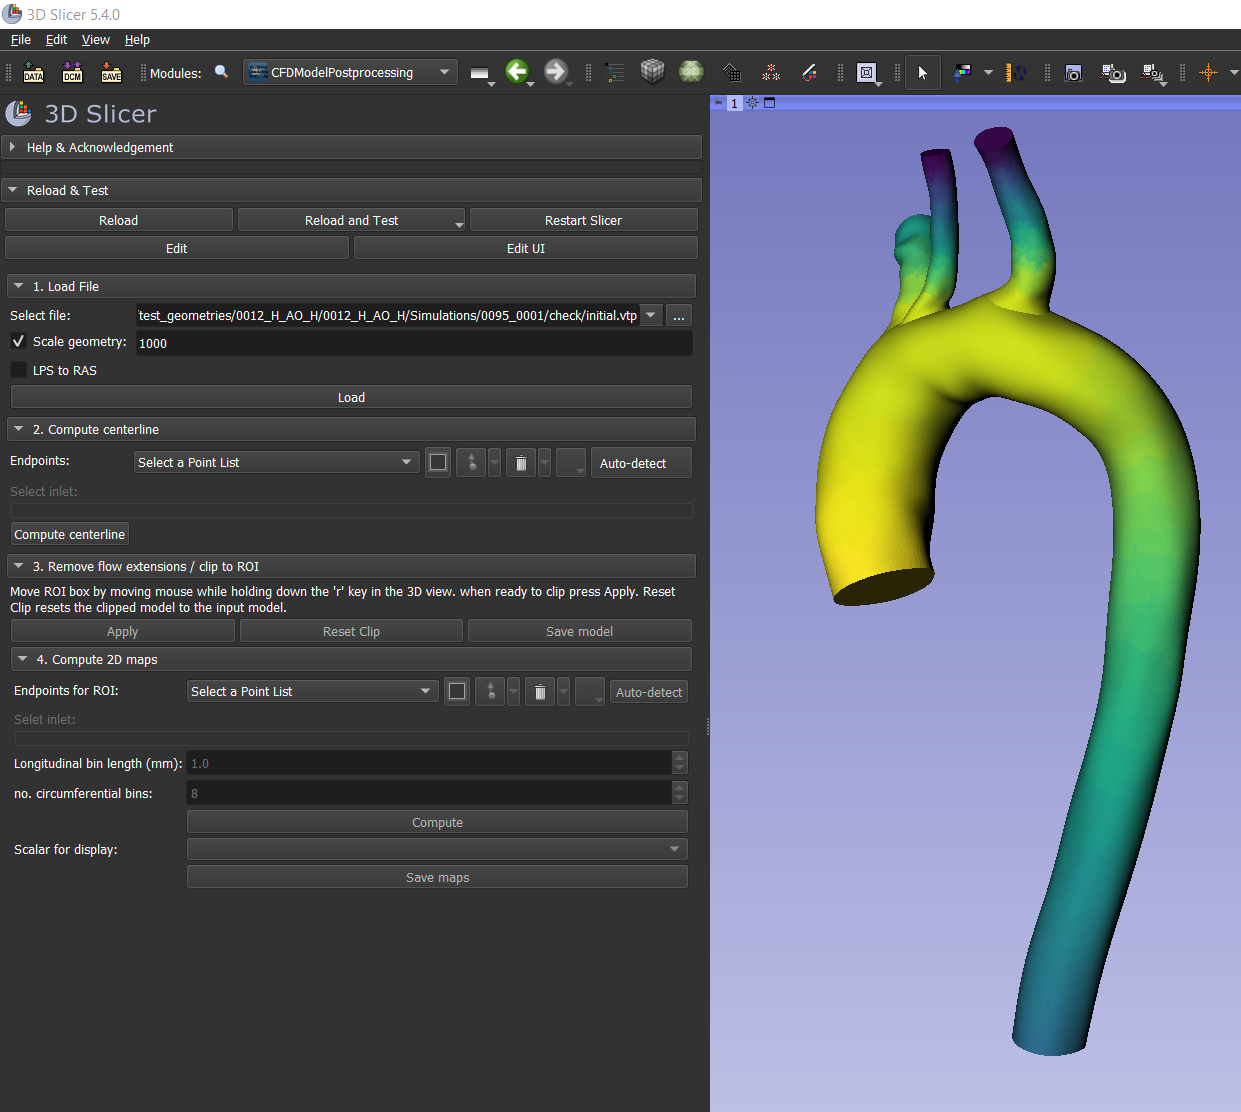 3D Slicer 5.4.0
File Edit View Help
DATA DCM SAVE Modules: CFDModelPostprocessing
3D Slicer
1
Help & Acknowledgement
Reload & Test
Reload Reload and Test Restart Slicer
Edit Edit UI
1. Load File
Select file: test_geometries/0012_H_AO_H/0012_H_AO_H/Simulations/0095_0001/check/initial.vtp ...
Scale geometry: 1000
LPS to RAS
Load
2. Compute centerline
Endpoints: Select a Point List Auto-detect
Select inlet:
Compute centerline
3. Remove flow extensions / clip to ROI
Move ROI box by moving mouse while holding down the 'r' key in the 3D view. when ready to clip press Apply. Reset
Clip resets the clipped model to the input model.
Apply Reset Clip Save model
4. Compute 2D maps
Endpoints for ROI: Select a Point List Auto-detect
Selet inlet:
Longitudinal bin length (mm): 1.0
no. circumferential bins: 8
Compute
Scalar for display:
Save maps